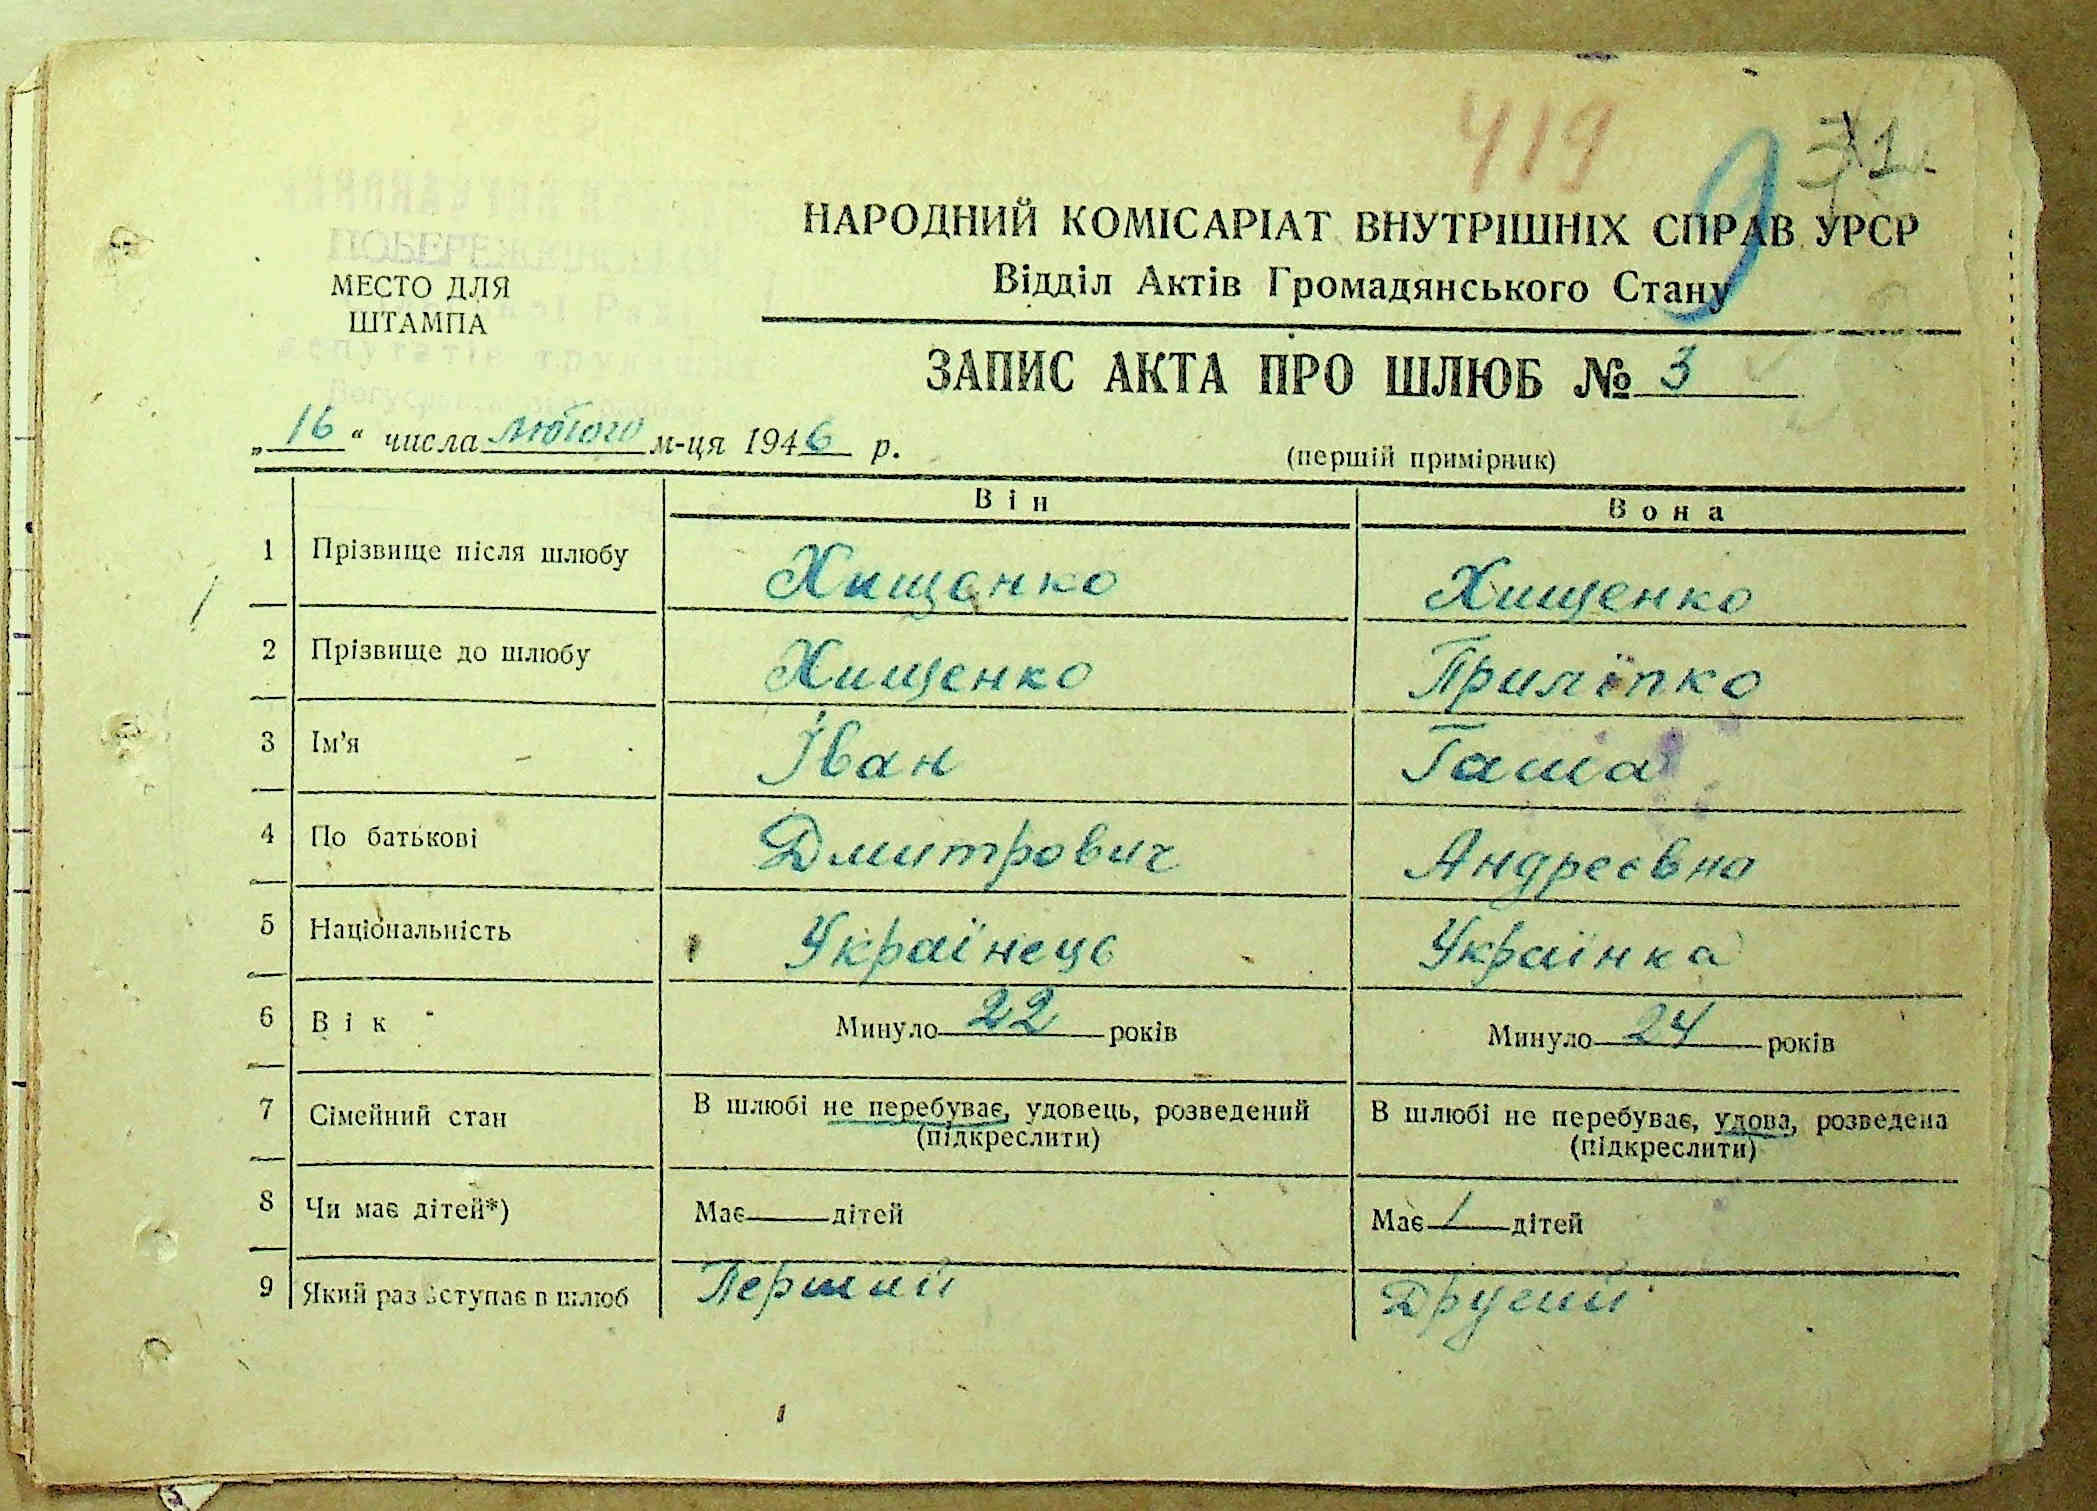 419
31.
НАРОДНИЙ КОМІСАРІАТ ВНУТРІШНІХ СПРАВ УРСР
Відділ Актів Громадянського Стану
МЕСТО ДЛЯ
ШТАМПА
ЗАПИС АКТА ПРО ШЛЮБ № 3
„16“ числа лютого м-ця 1946 р.
(першій примірник)
Він Вона
1 Прізвище після шлюбу Хищенко Хищенко
2 Прізвище до шлюбу Хищенко Приліпко
3 Ім'я Іван Ганна
4 По батькові Дмитрович Андреєвна
5 Національність Українець Українка
6 Вік Минуло 22 років Минуло 24 років
7 Сімейний стан В шлюбі не перебуває, удовець, розведений (підкреслити) В шлюбі не перебуває, удова, розведена (підкреслити)
8 Чи має дітей*) Має — дітей Має 1 дітей
9 Який раз вступає в шлюб Перший Другий